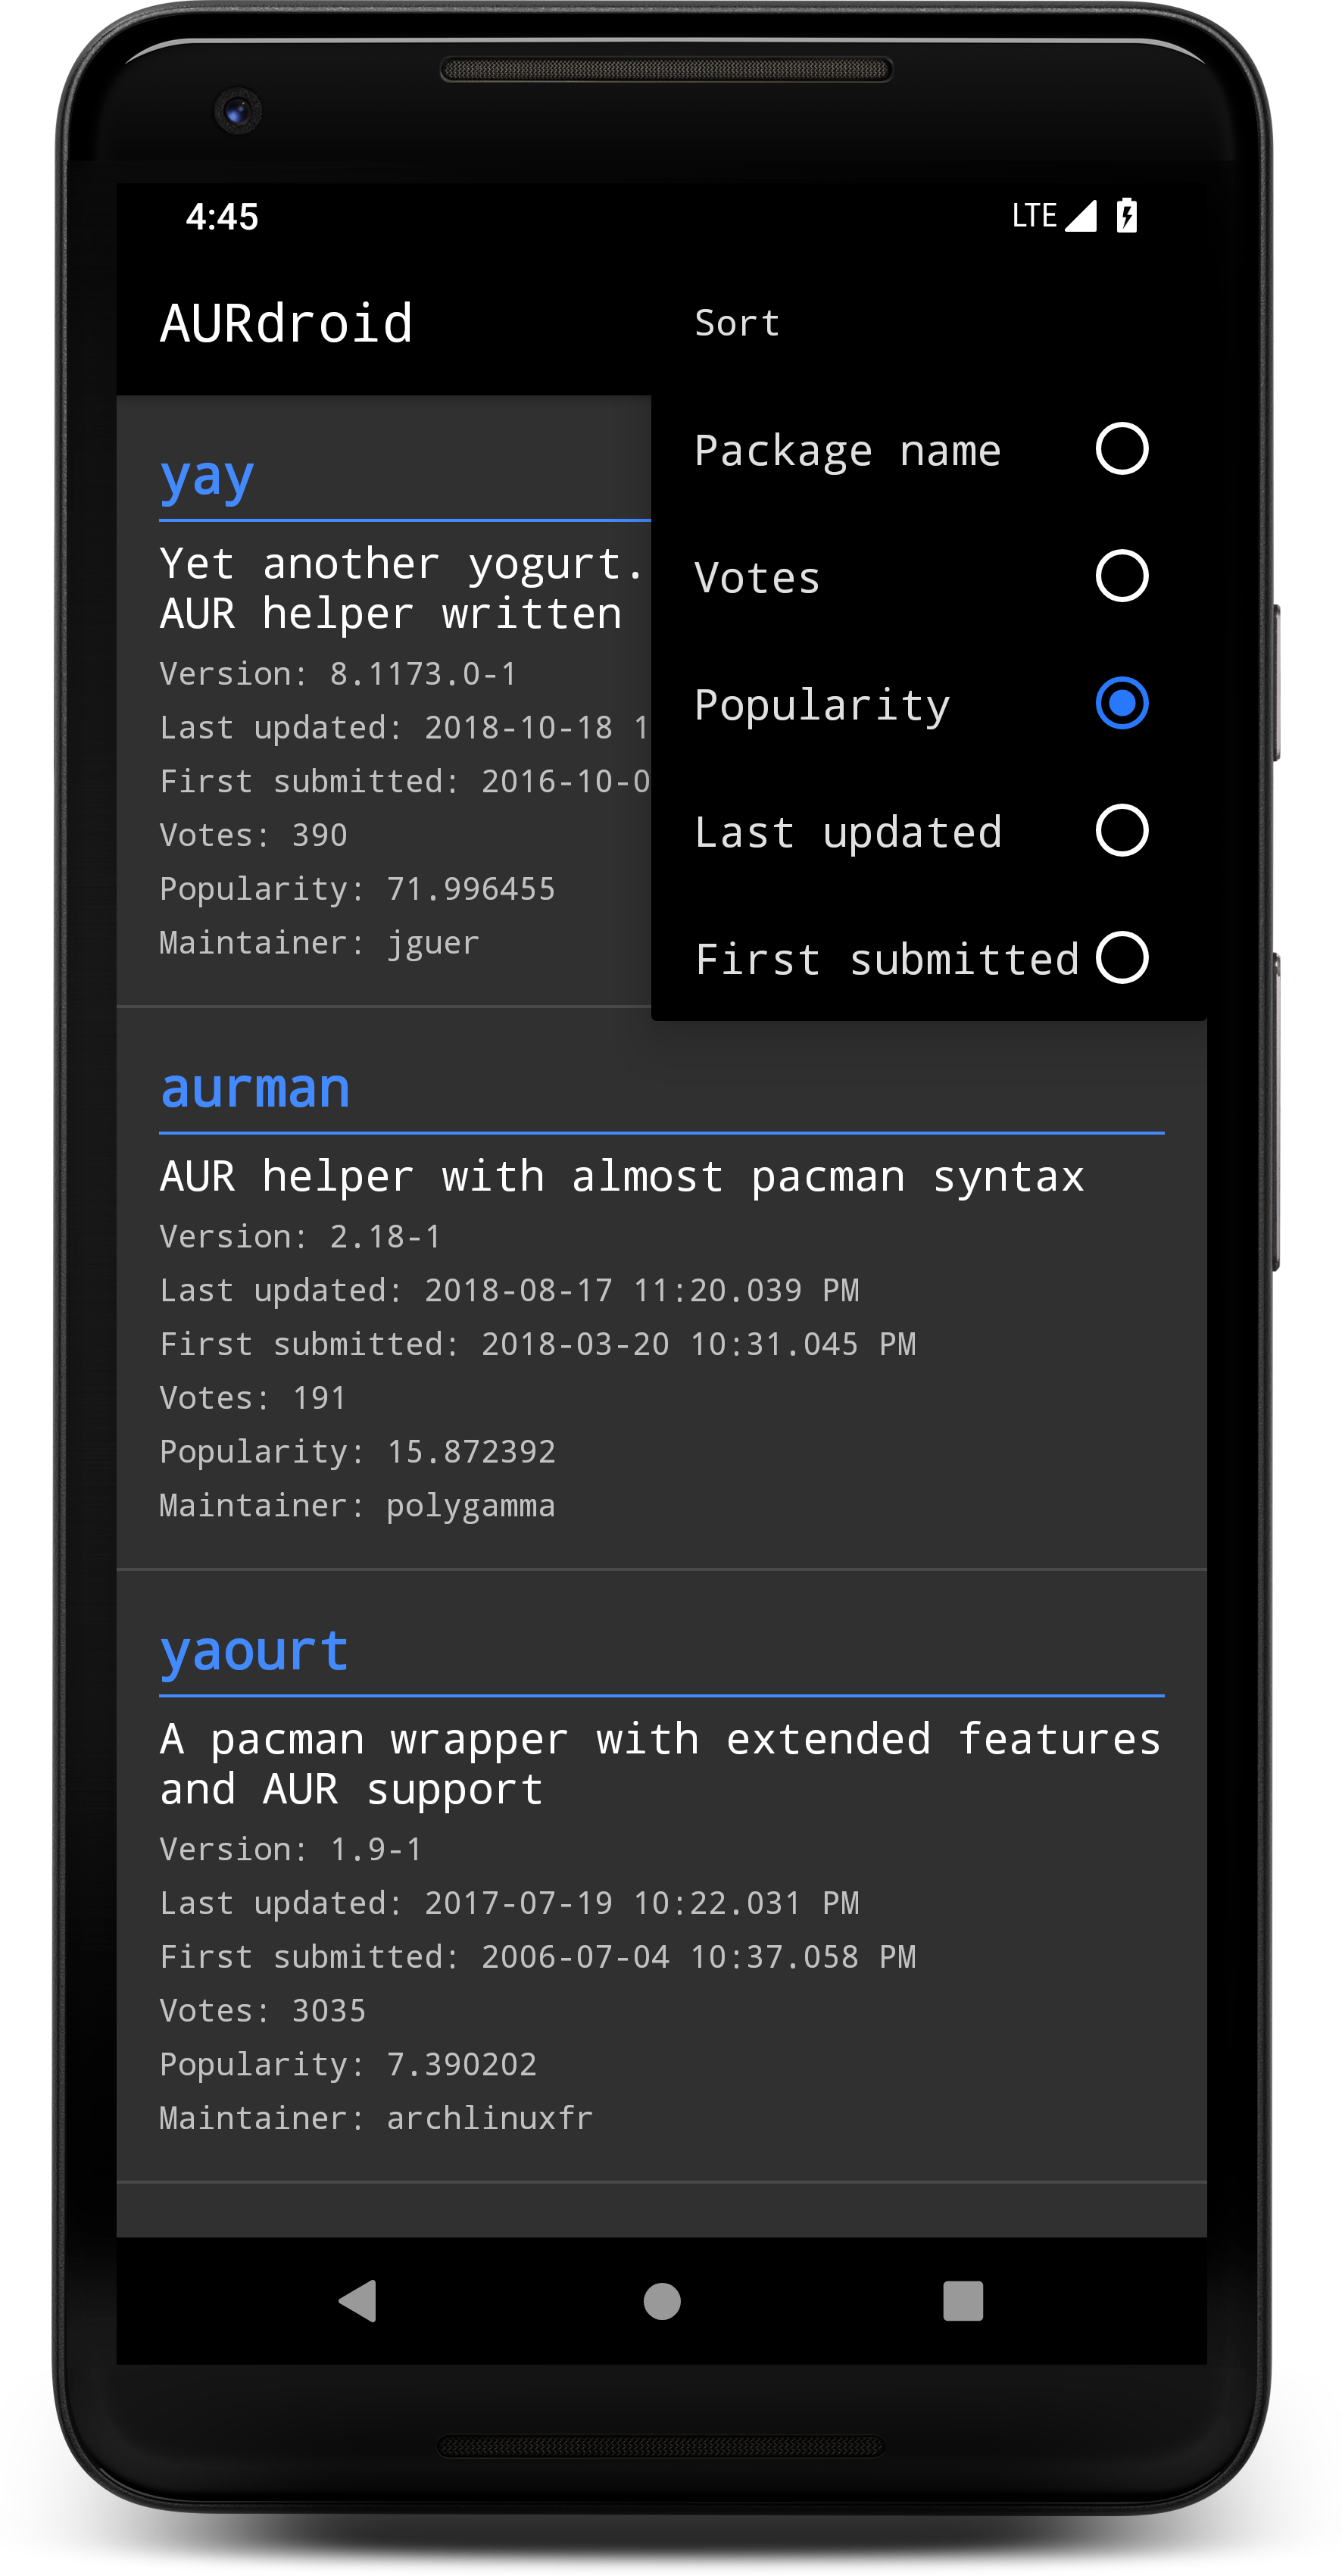 4:45
LTE
AURdroid
Sort
Package name
Votes
Popularity
Last updated
First submitted
yay
Yet another yogurt.
AUR helper written
Version: 8.1173.0-1
Last updated: 2018-10-18 1
First submitted: 2016-10-0
Votes: 390
Popularity: 71.996455
Maintainer: jguer
aurman
AUR helper with almost pacman syntax
Version: 2.18-1
Last updated: 2018-08-17 11:20.039 PM
First submitted: 2018-03-20 10:31.045 PM
Votes: 191
Popularity: 15.872392
Maintainer: polygamma
yaourt
A pacman wrapper with extended features
and AUR support
Version: 1.9-1
Last updated: 2017-07-19 10:22.031 PM
First submitted: 2006-07-04 10:37.058 PM
Votes: 3035
Popularity: 7.390202
Maintainer: archlinuxfr